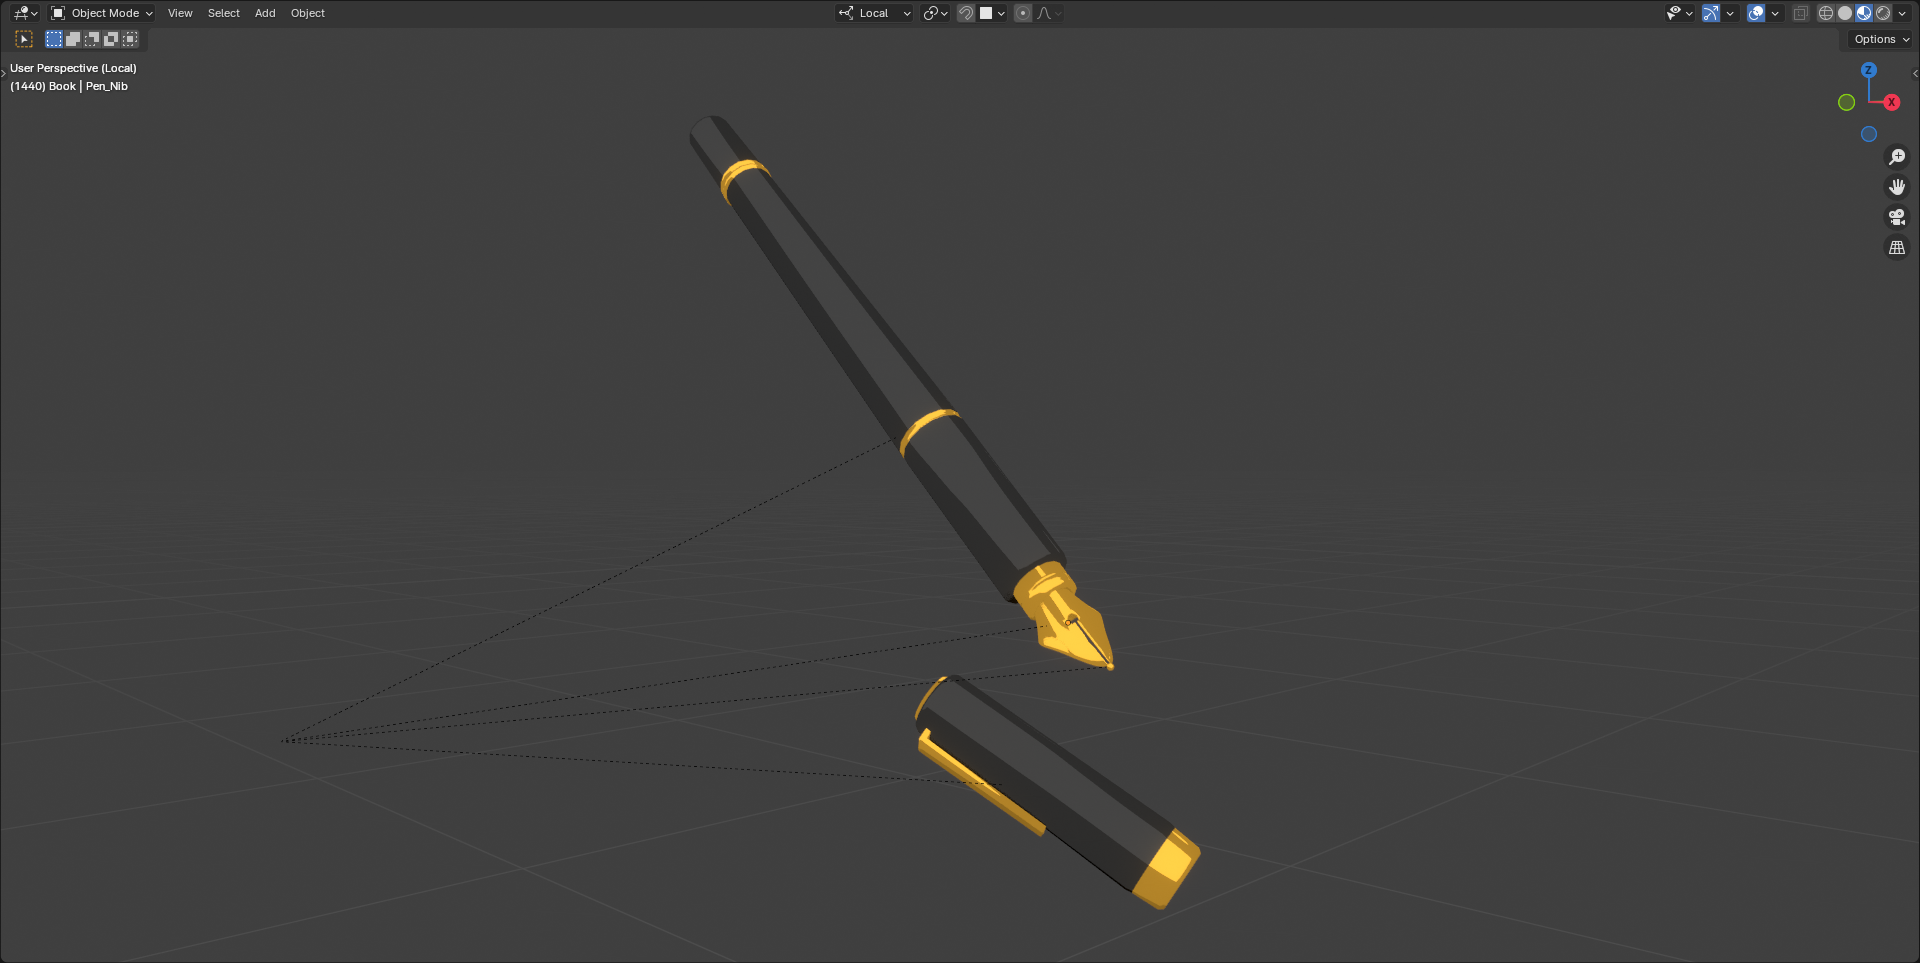 Object Mode View Select Add Object Local
Options
User Perspective (Local)
(1440) Book | Pen_Nib
Z
X